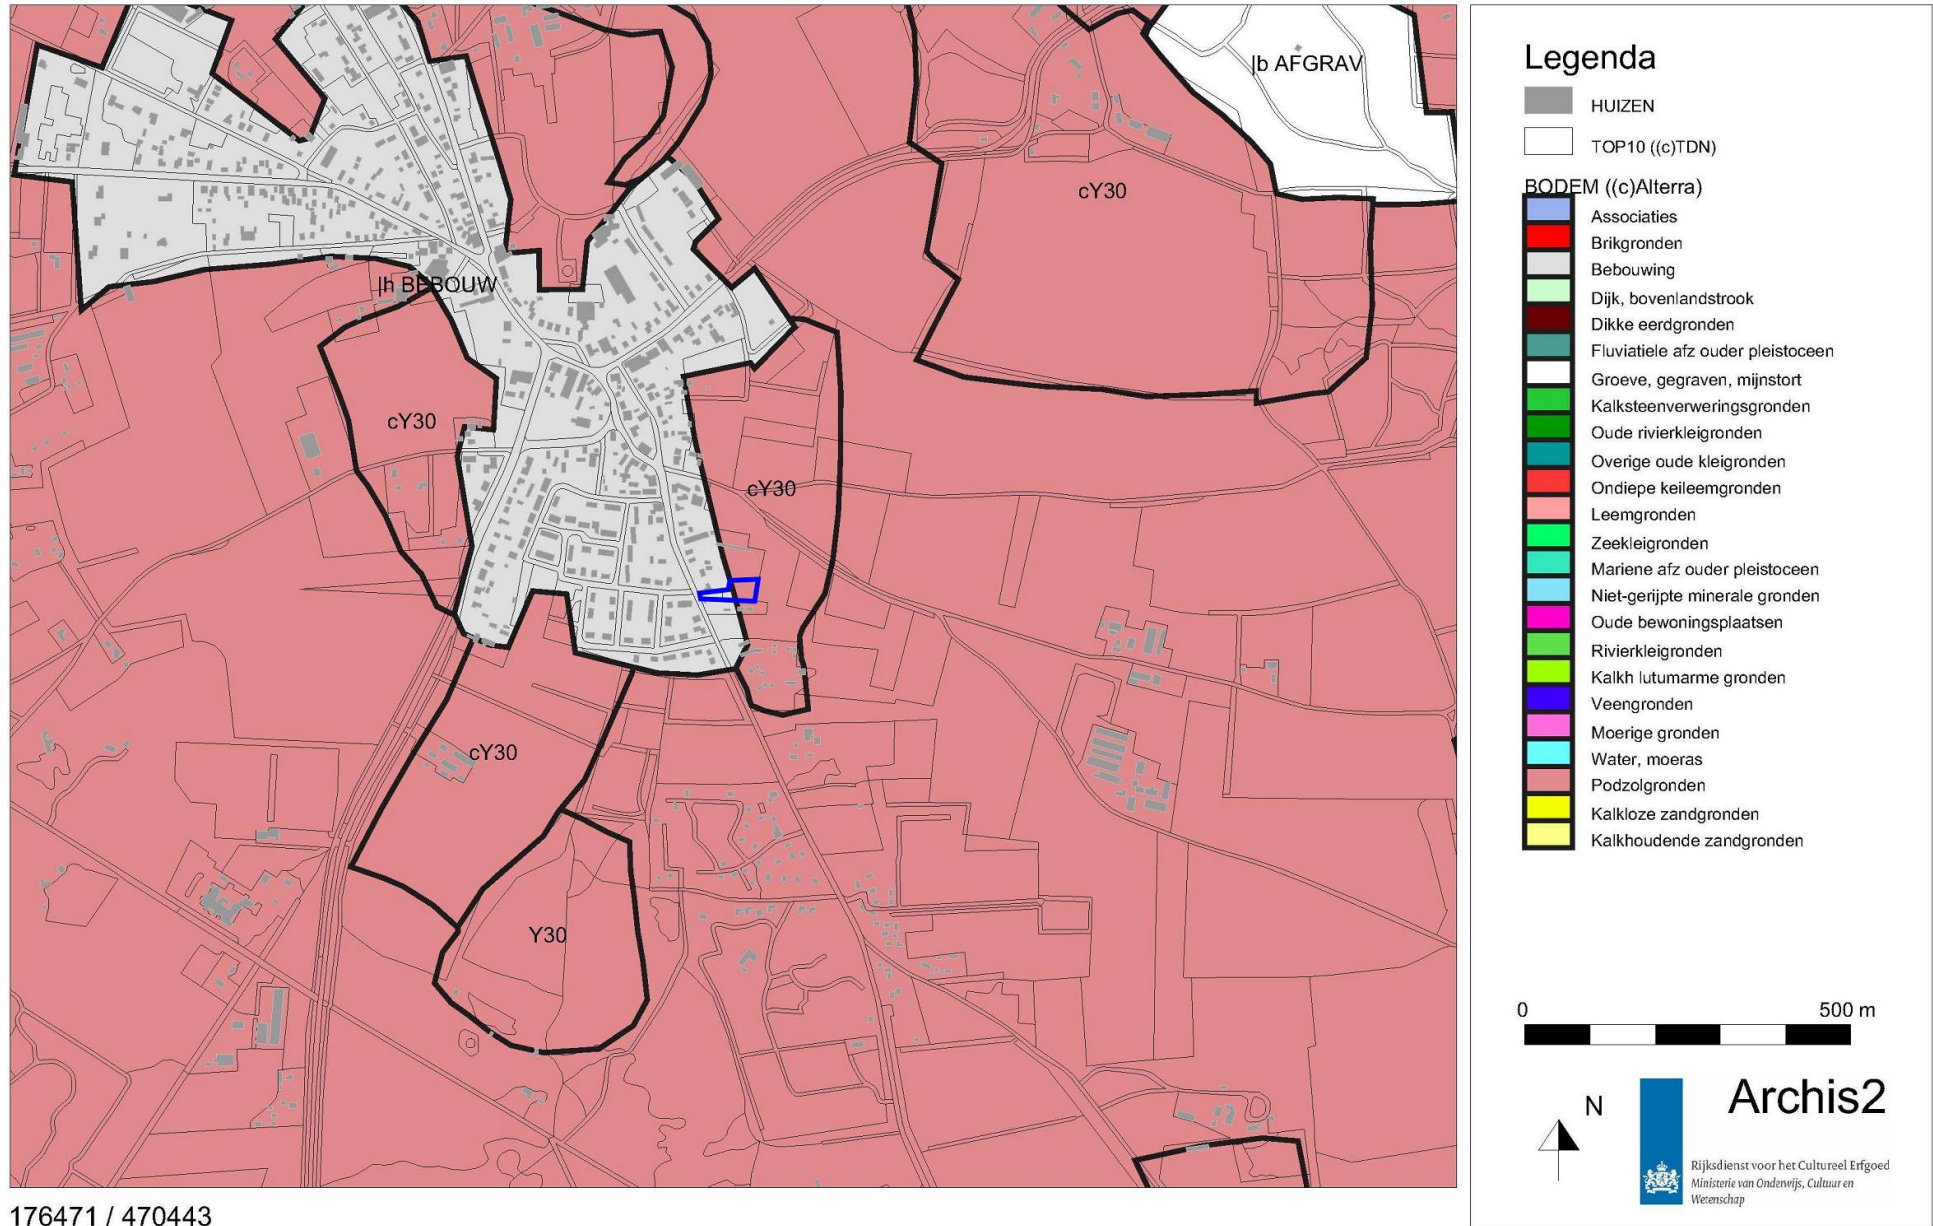 |b AFGRAV
cY30
|h BEBOUW
cY30
cY30
cY30
Y30
176471 / 470443
Legenda
HUIZEN
TOP10 ((c)TDN)
BODEM ((c)Alterra)
Associaties
Brikgronden
Bebouwing
Dijk, bovenlandstrook
Dikke eerdgronden
Fluviatiele afz ouder pleistoceen
Groeve, gegraven, mijnstort
Kalksteenverweringsgronden
Oude rivierkleigronden
Overige oude kleigronden
Ondiepe keileemgronden
Leemgronden
Zeekleigronden
Mariene afz ouder pleistoceen
Niet-gerijpte minerale gronden
Oude bewoningsplaatsen
Rivierkleigronden
Kalkh lutumarme gronden
Veengronden
Moerige gronden
Water, moeras
Podzolgronden
Kalkloze zandgronden
Kalkhoudende zandgronden
0 500 m
N
Archis2
Rijksdienst voor het Cultureel Erfgoed
Ministerie van Onderwijs, Cultuur en
Wetenschap